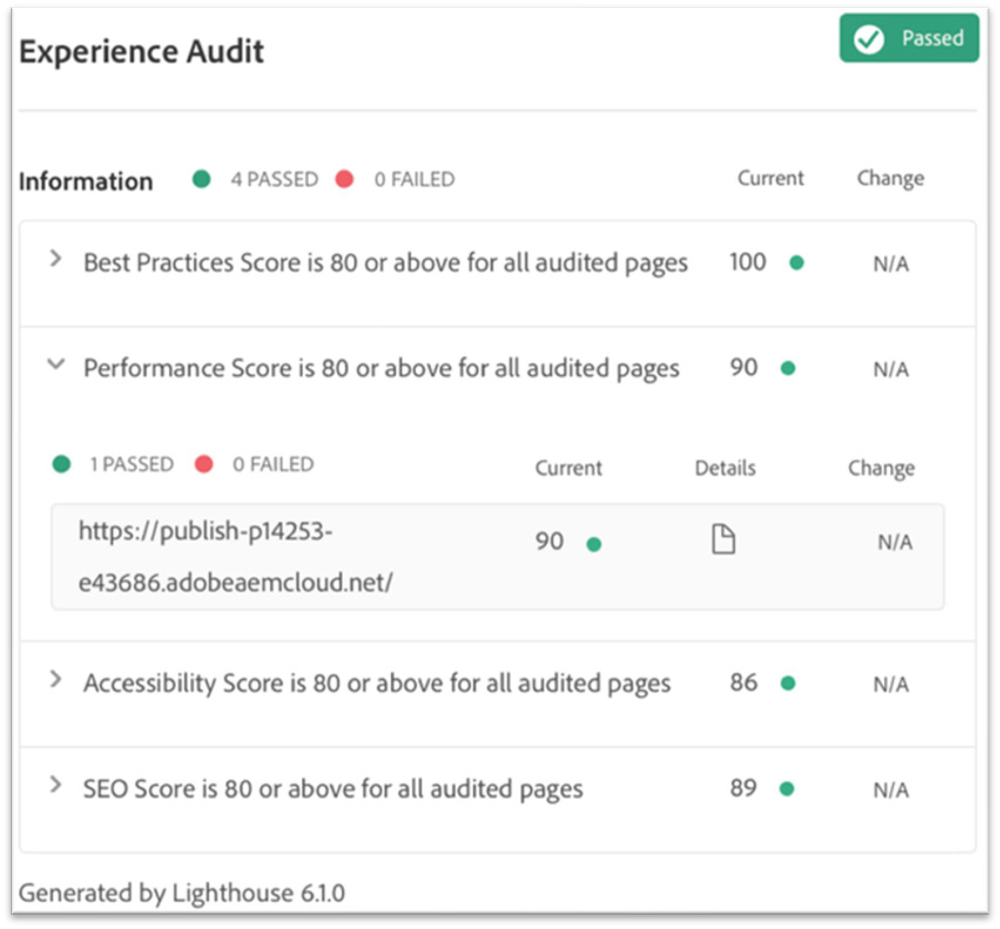 Experience Audit
Passed
Information 4 PASSED 0 FAILED Current Change
Best Practices Score is 80 or above for all audited pages 100 N/A
Performance Score is 80 or above for all audited pages 90 N/A
1 PASSED 0 FAILED Current Details Change
https://publish-p14253- 90 N/A
e43686.adobeaemcloud.net/
Accessibility Score is 80 or above for all audited pages 86 N/A
SEO Score is 80 or above for all audited pages 89 N/A
Generated by Lighthouse 6.1.0